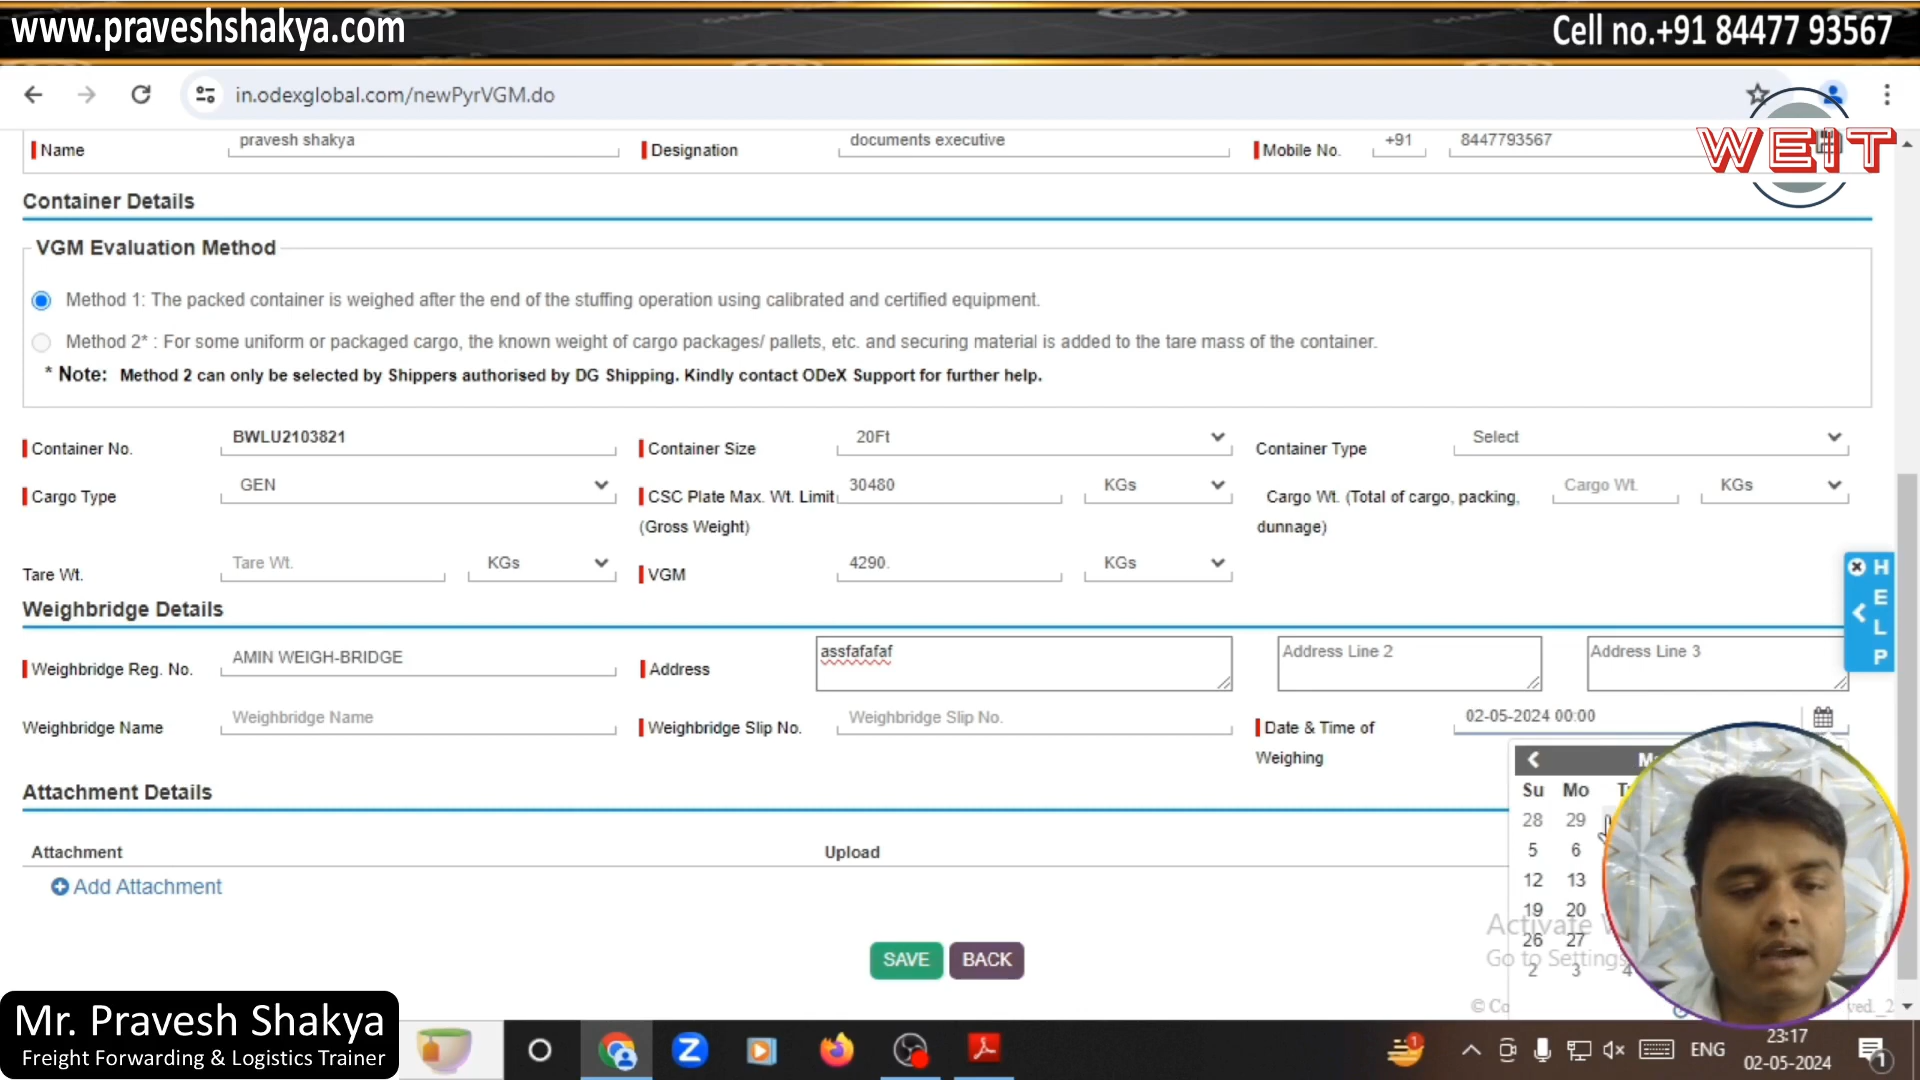 www.praveshshakya.com
Cell no.+91 84477 93567
in.odexglobal.com/newPyrVGM.do
WEIT
Name pravesh shakya Designation documents executive Mobile No. +91 8447793567
Container Details
VGM Evaluation Method
Method 1: The packed container is weighed after the end of the stuffing operation using calibrated and certified equipment.
Method 2* : For some uniform or packaged cargo, the known weight of cargo packages/ pallets, etc. and securing material is added to the tare mass of the container.
* Note: Method 2 can only be selected by Shippers authorised by DG Shipping. Kindly contact ODeX Support for further help.
Container No. BWLU2103821 Container Size 20Ft Container Type Select
Cargo Type GEN CSC Plate Max. Wt. Limit 30480 KGs Cargo Wt. (Total of cargo, packing, Cargo Wt. KGs
(Gross Weight) dunnage)
Tare Wt. Tare Wt. KGs VGM 4290. KGs
HELP
Weighbridge Details
Weighbridge Reg. No. AMIN WEIGH-BRIDGE Address assfafafaf Address Line 2 Address Line 3
Weighbridge Name Weighbridge Name Weighbridge Slip No. Weighbridge Slip No. Date & Time of 02-05-2024 00:00
Weighing
Su Mo
28 29
5 6
12 13
19 20
26 27
2 3 4
Attachment Details
Attachment Upload
Add Attachment
Activate
Go to Settings
SAVE BACK
Mr. Pravesh Shakya
Freight Forwarding & Logistics Trainer
1
ENG
23:17
02-05-2024
1